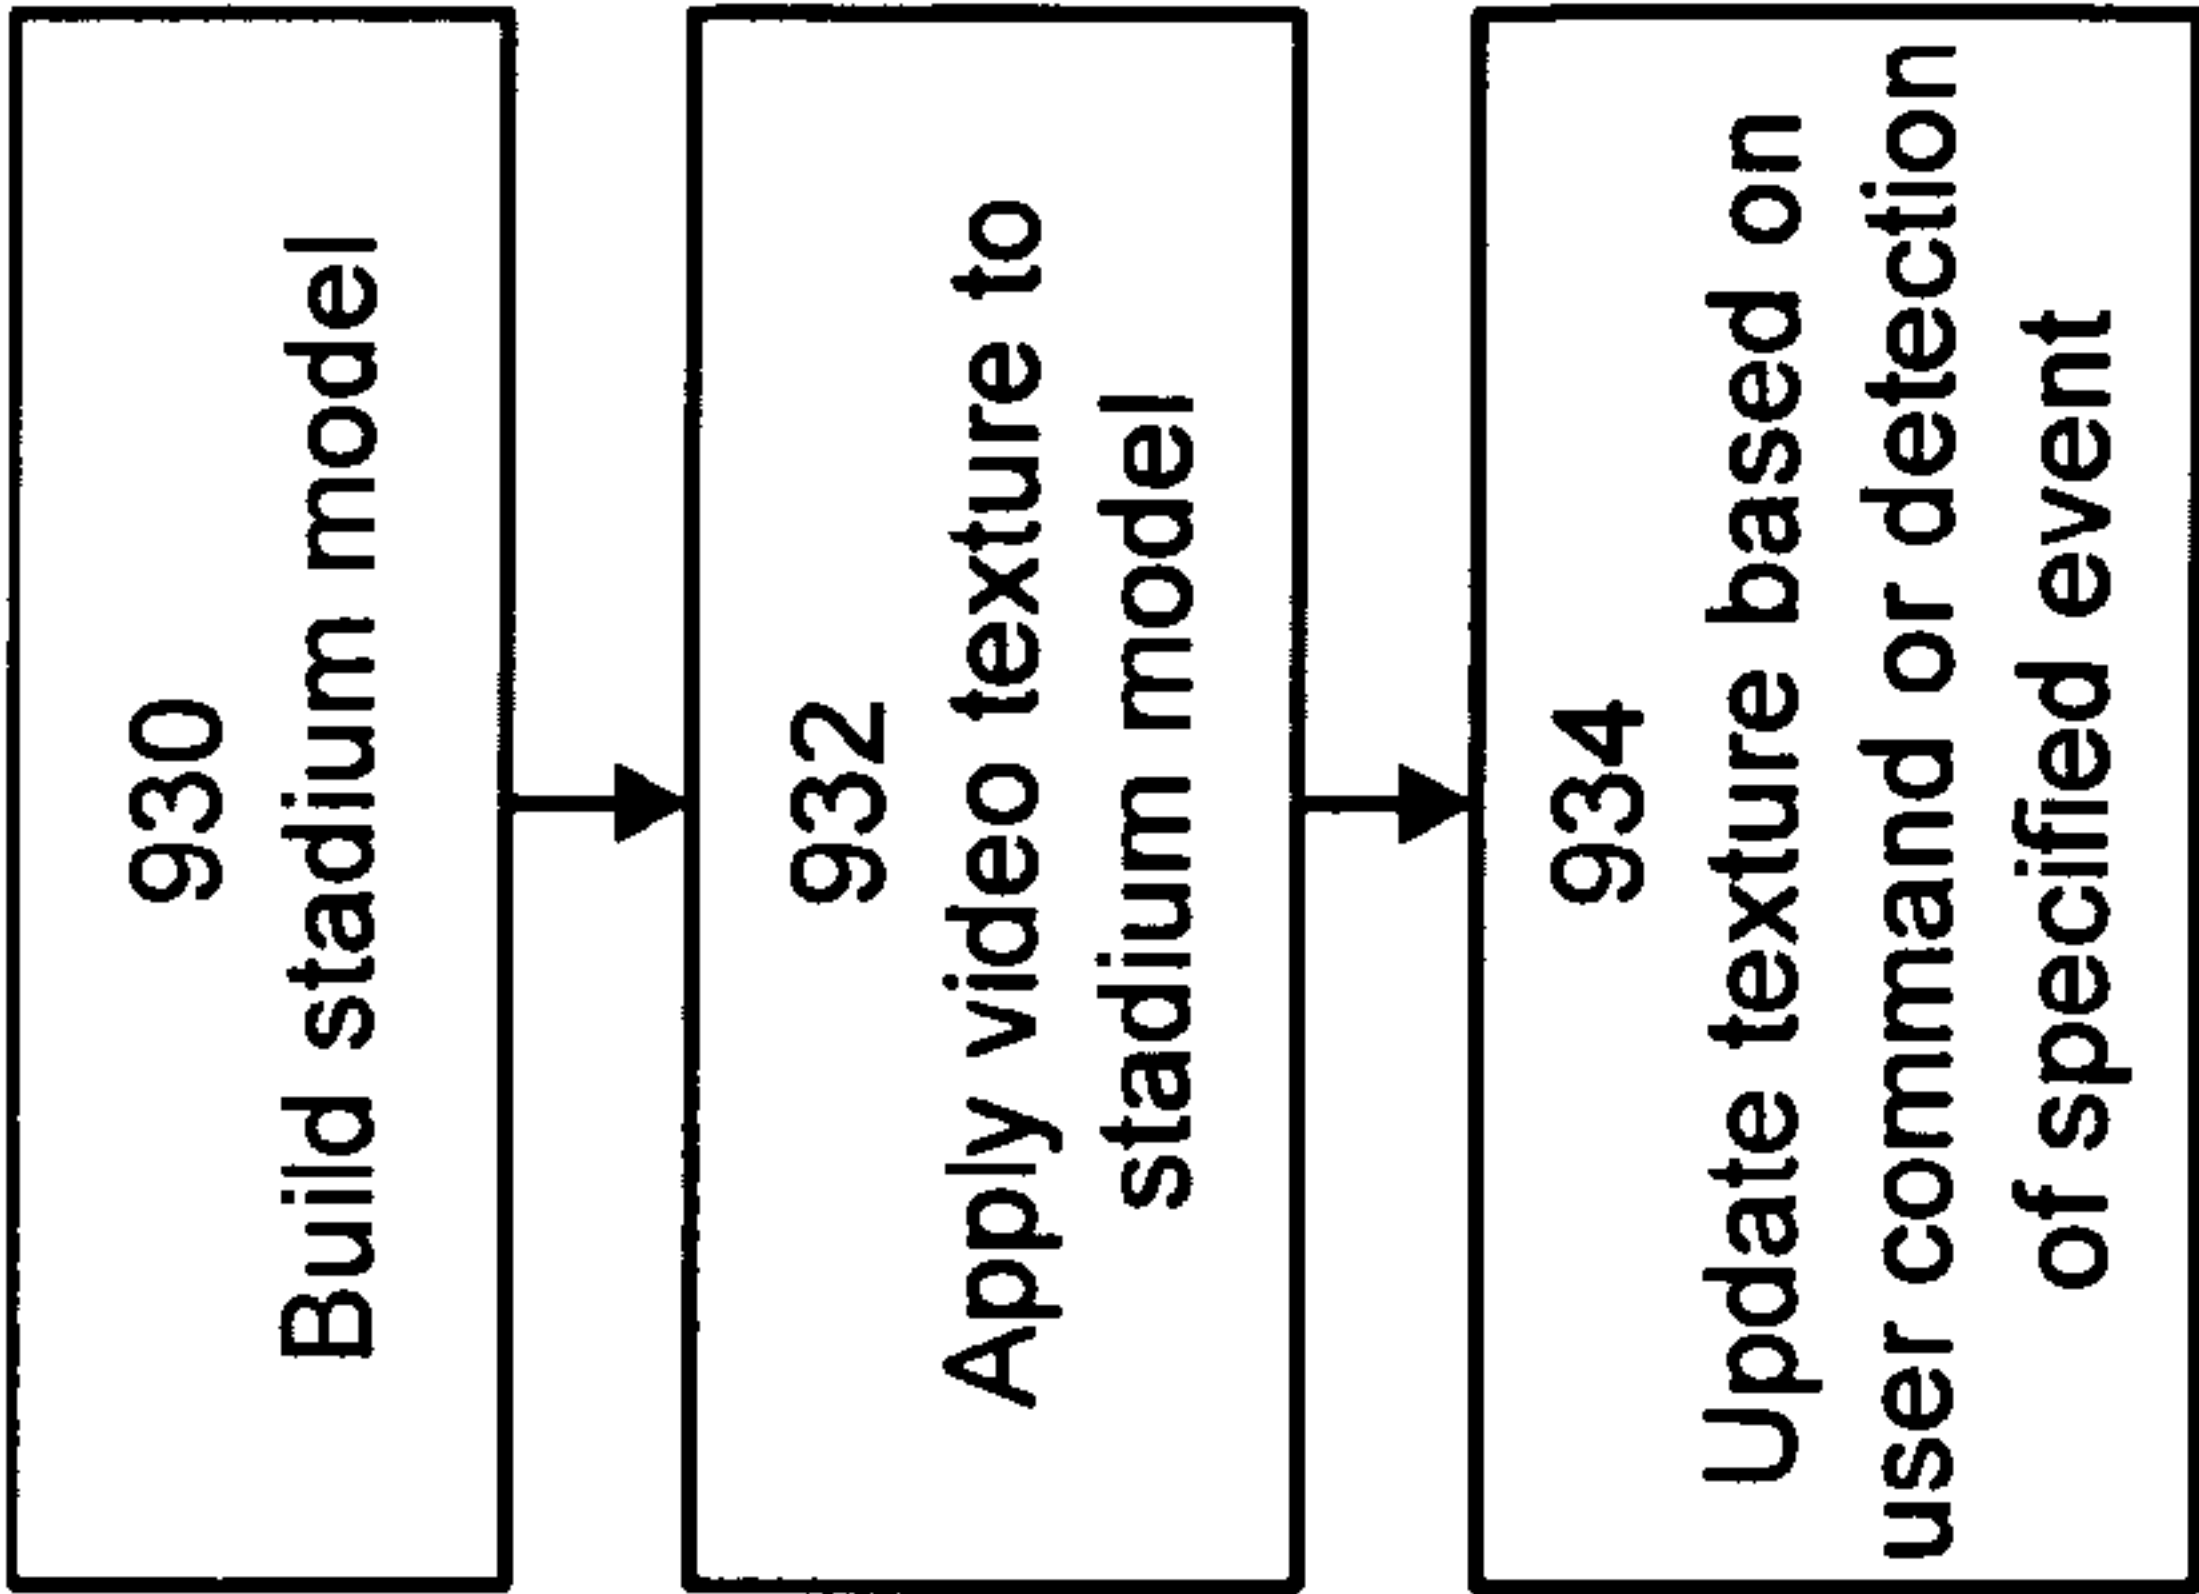 930
Build stadium model
932
Apply video texture to
stadium model
934
Update texture based on
user command or detection
of specified event